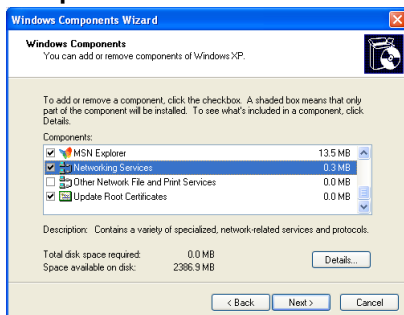 Windows Components Wizard
Windows Components
You can add or remove components of Windows XP.
To add or remove a component, click the checkbox. A shaded box means that only
part of the component will be installed. To see what's included in a component, click
Details.
Components:
MSN Explorer 13.5 MB
Networking Services 0.3 MB
Other Network File and Print Services 0.0 MB
Update Root Certificates 0.0 MB
Description: Contains a variety of specialized, network-related services and protocols.
Total disk space required: 0.0 MB
Space available on disk: 2386.9 MB
Details...
< Back Next > Cancel